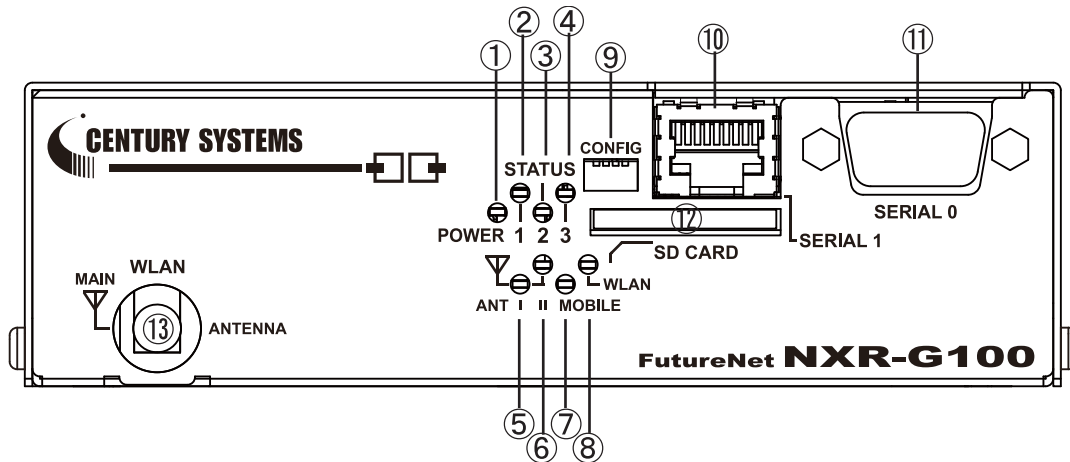 ② ④
① ③ ⑨ ⑩ ⑪
CENTURY SYSTEMS
CONFIG
STATUS
POWER 1 2 3
⑫
SERIAL 0
SERIAL 1
SD CARD
WLAN
MAIN
WLAN
⑬
ANTENNA
ANT I II MOBILE
FutureNet NXR-G100
⑤ ⑥ ⑦ ⑧